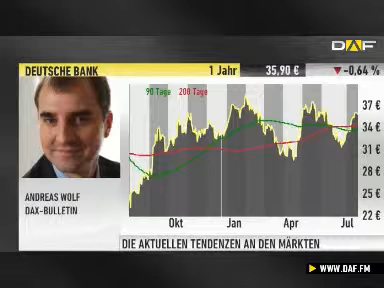 DAF
DEUTSCHE BANK 1 Jahr 35,90 € ▼-0,64 %
90 Tage 200 Tage
37 €
34 €
31 €
28 €
25 €
22 €
Okt Jan Apr Jul
ANDREAS WOLF
DAX-BULLETIN
DIE AKTUELLEN TENDENZEN AN DEN MÄRKTEN
WWW.DAF.FM